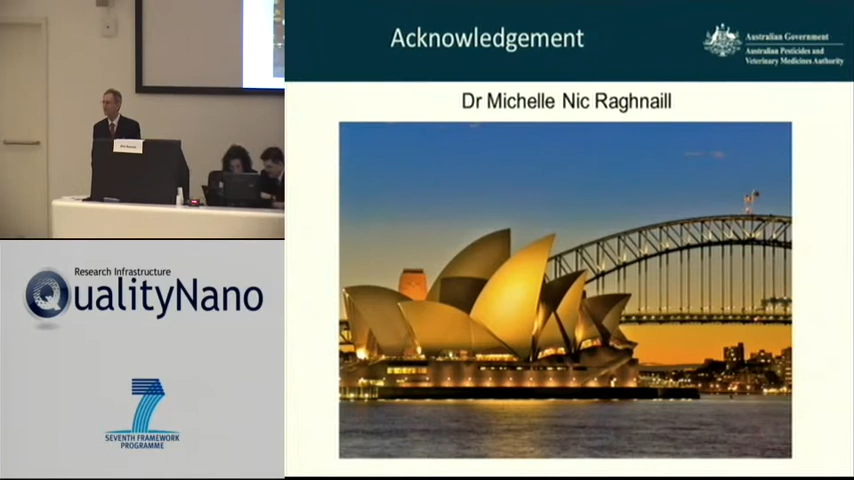 Acknowledgement
Australian Government
Australian Pesticides and
Veterinary Medicines Authority
Dr Michelle Nic Raghnaill
Research Infrastructure
QualityNano
7
SEVENTH FRAMEWORK
PROGRAMME